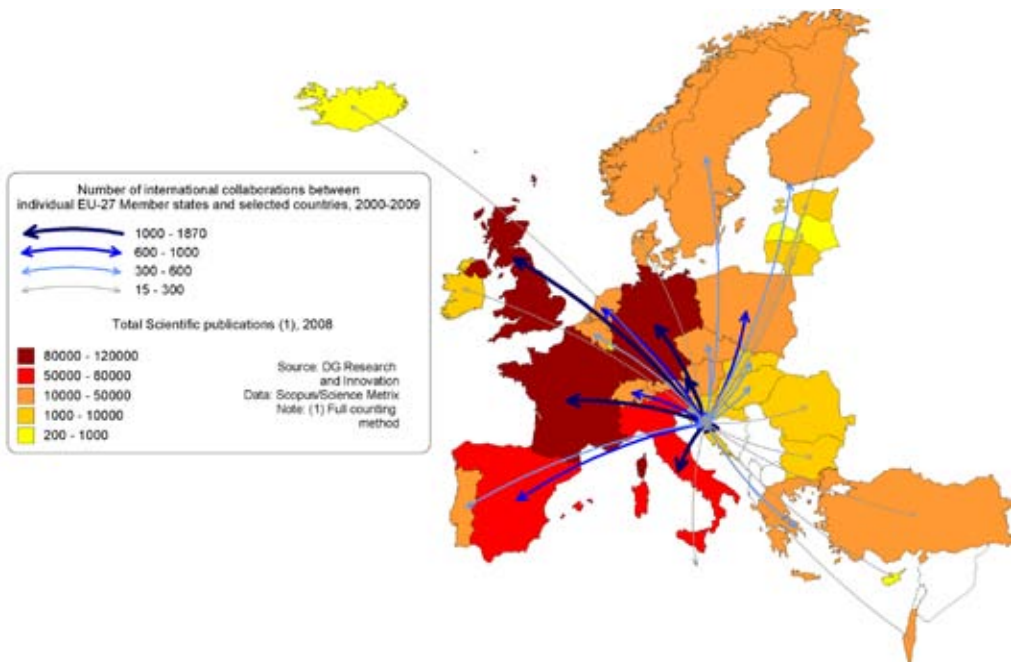 Number of international collaborations between
individual EU-27 Member states and selected countries, 2000-2009
1000 - 1870
600 - 1000
300 - 600
15 - 300
Total Scientific publications (1), 2008
80000 - 120000
50000 - 80000
10000 - 50000
1000 - 10000
200 - 1000
Source: DG Research
and Innovation
Data: Scopus/Science Metrix
Note: (1) Full counting
method